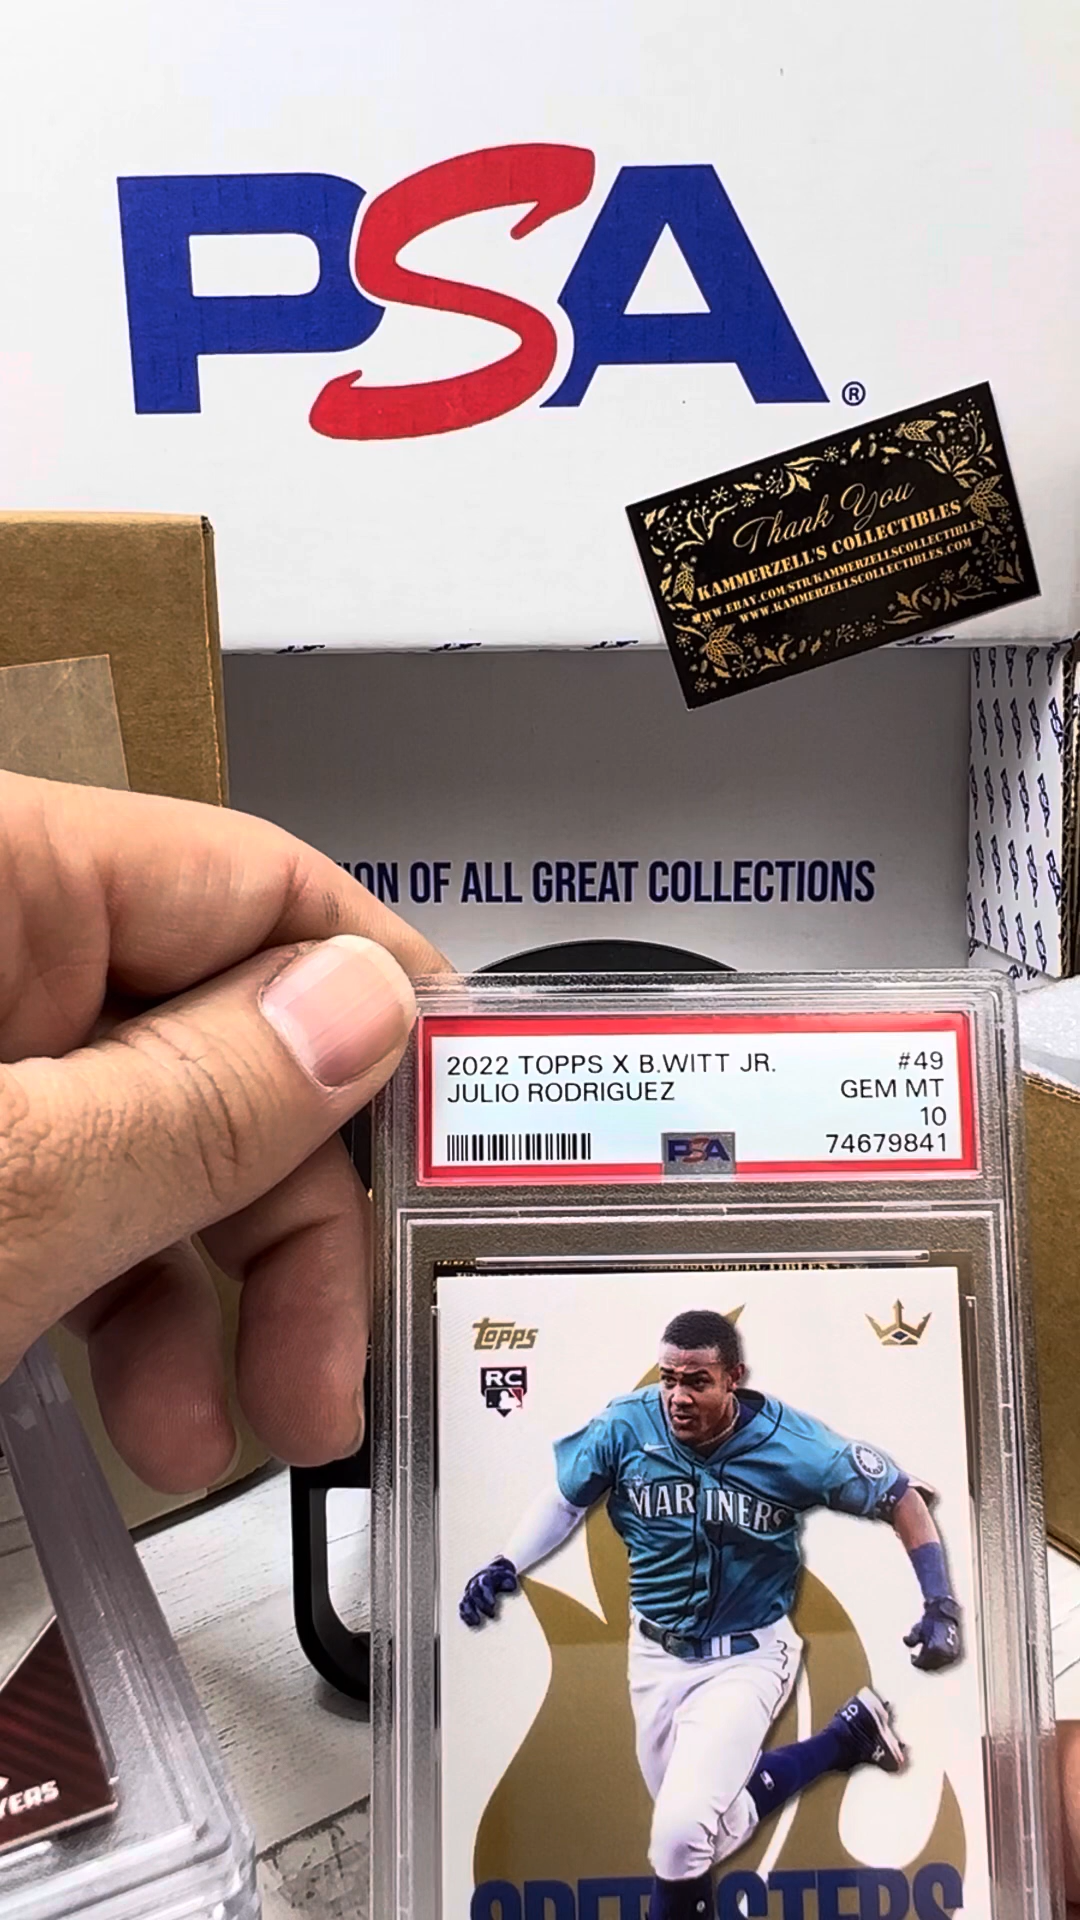 PSA®
Thank You
KAMMERZELL'S COLLECTIBLES
WWW.EBAY.COM/STR/KAMMERZELLSCOLLECTIBLES
WWW.KAMMERZELLSCOLLECTIBLES.COM
ION OF ALL GREAT COLLECTIONS
2022 TOPPS X B.WITT JR. #49
JULIO RODRIGUEZ GEM MT
10
PSA 74679841
TOPPS
RC
MARINERS
YERS